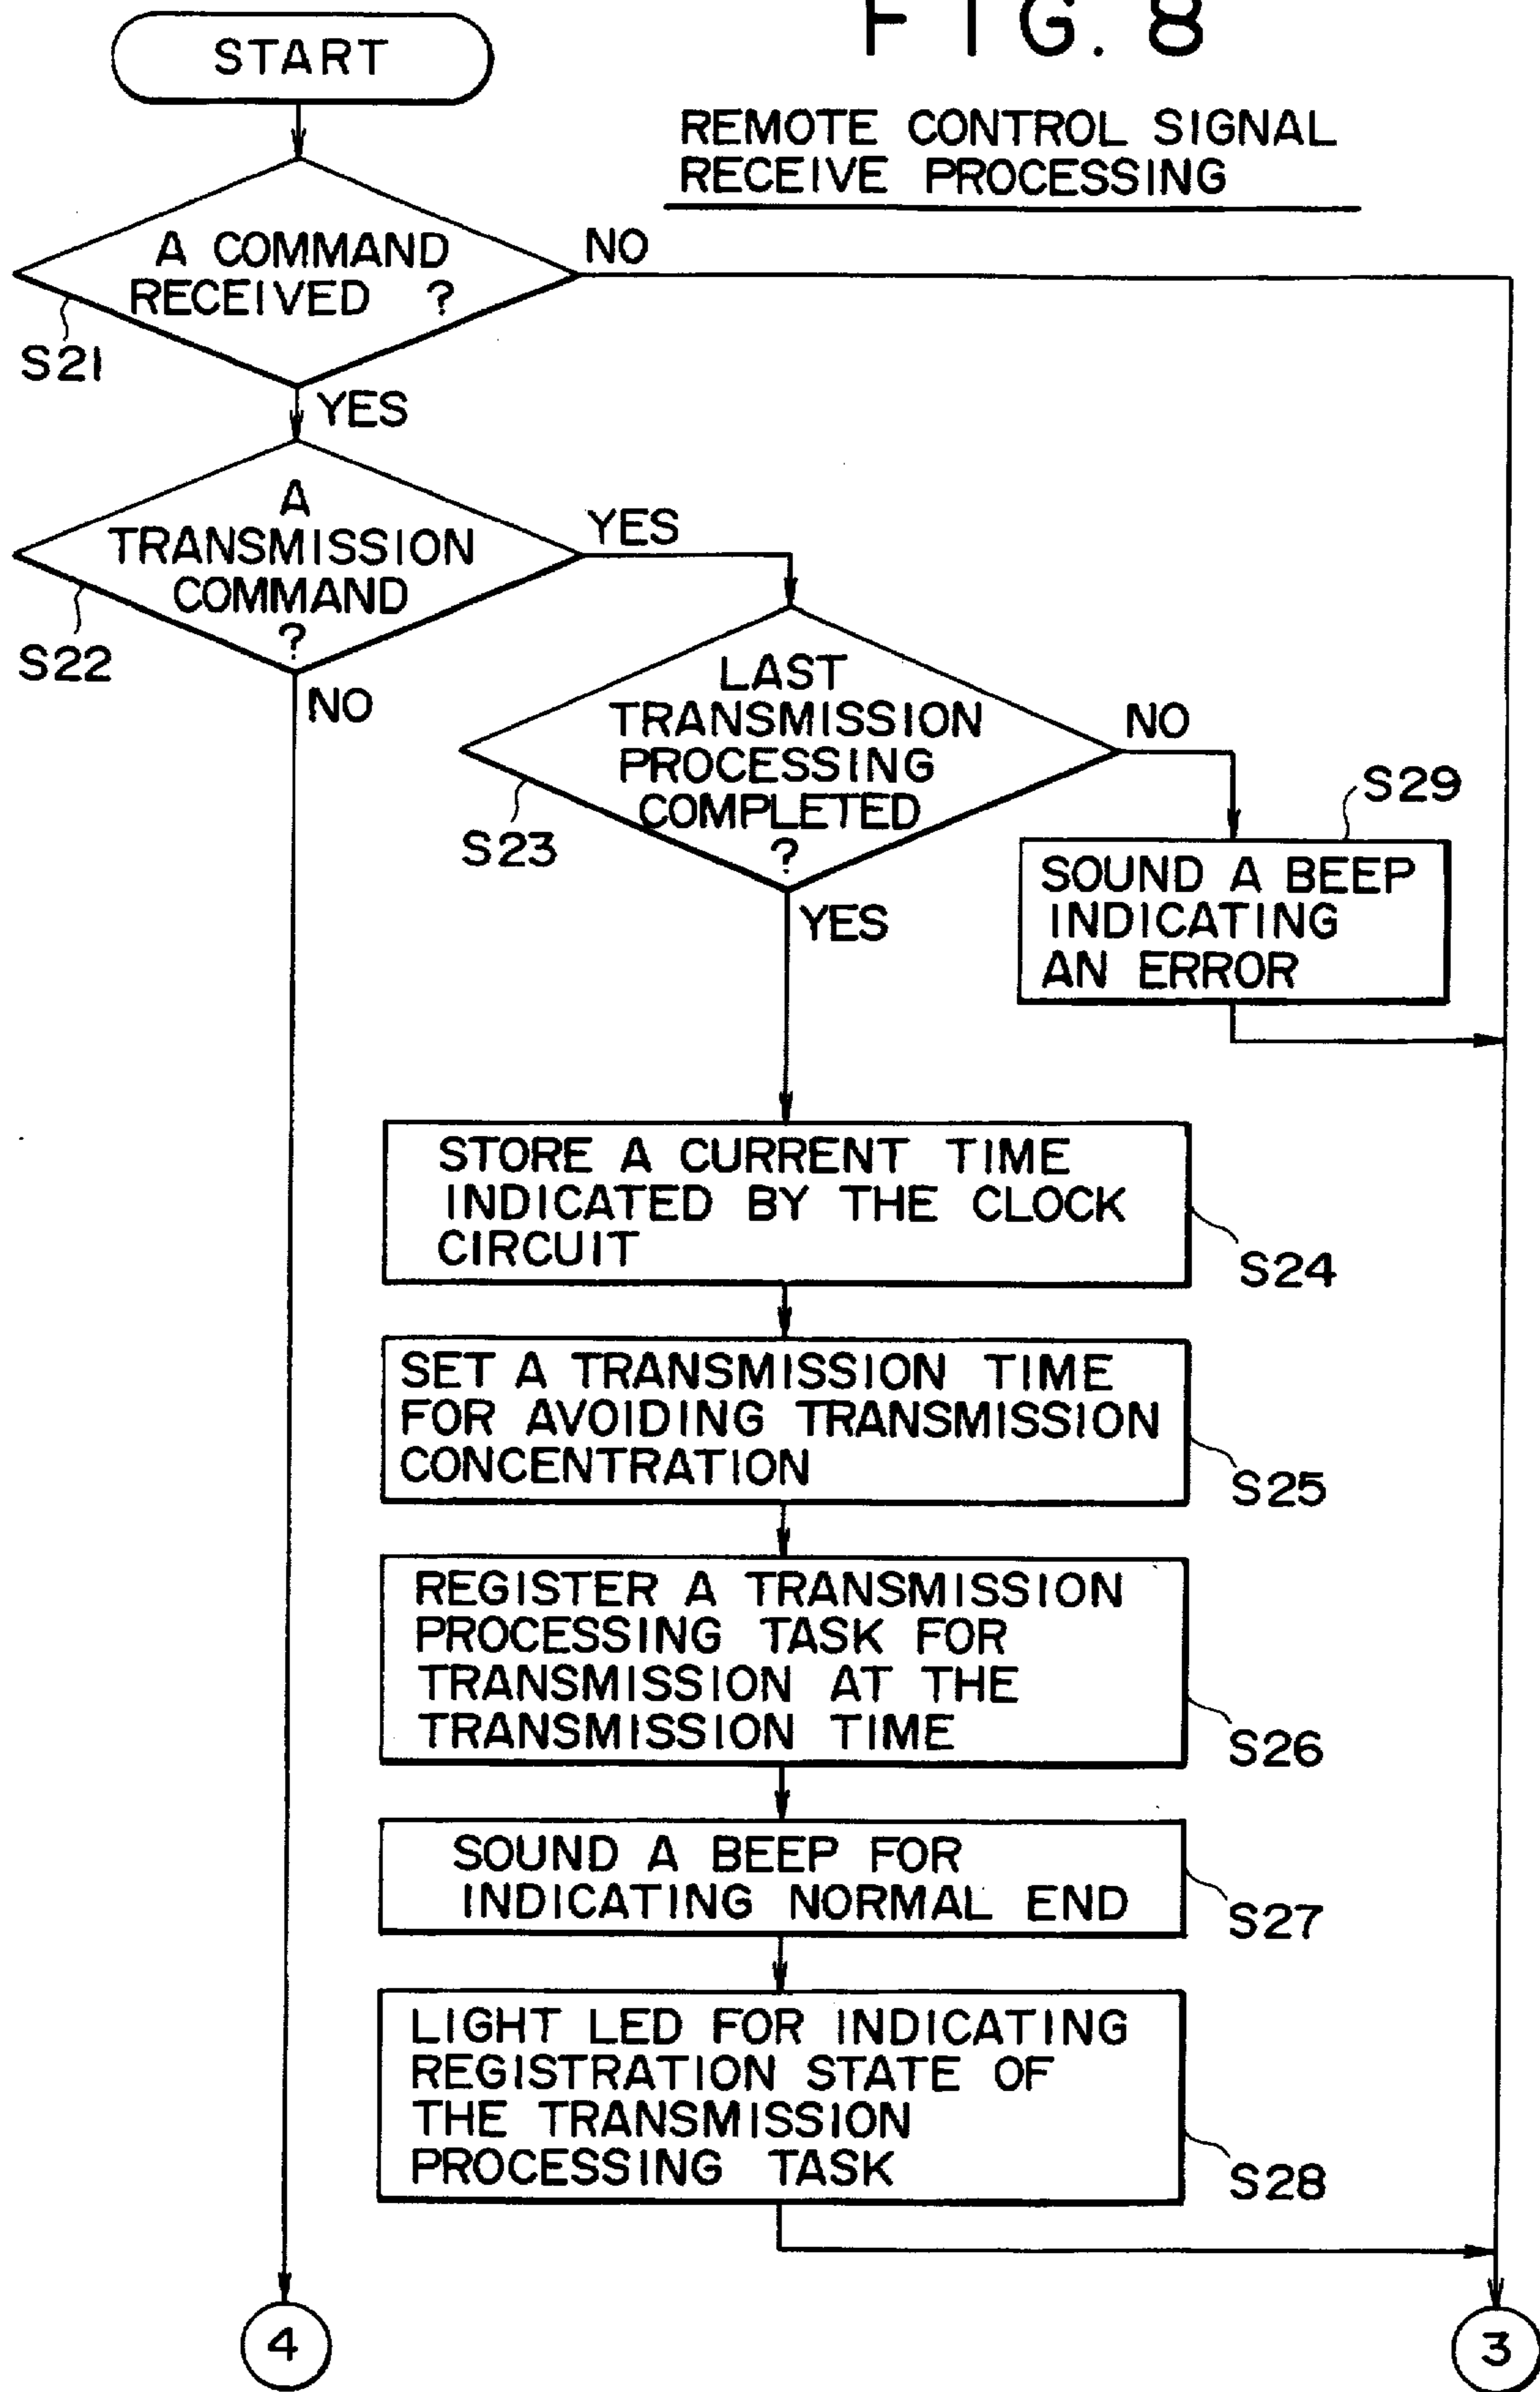 FIG. 8
START
REMOTE CONTROL SIGNAL
RECEIVE PROCESSING
A COMMAND
RECEIVED ?
NO
S21
YES
A
TRANSMISSION
COMMAND
?
YES
S22
NO
LAST
TRANSMISSION
PROCESSING
COMPLETED
?
NO
S23
YES
S29
SOUND A BEEP
INDICATING
AN ERROR
STORE A CURRENT TIME
INDICATED BY THE CLOCK
CIRCUIT
S24
SET A TRANSMISSION TIME
FOR AVOIDING TRANSMISSION
CONCENTRATION
S25
REGISTER A TRANSMISSION
PROCESSING TASK FOR
TRANSMISSION AT THE
TRANSMISSION TIME
S26
SOUND A BEEP FOR
INDICATING NORMAL END
S27
LIGHT LED FOR INDICATING
REGISTRATION STATE OF
THE TRANSMISSION
PROCESSING TASK
S28
4
3